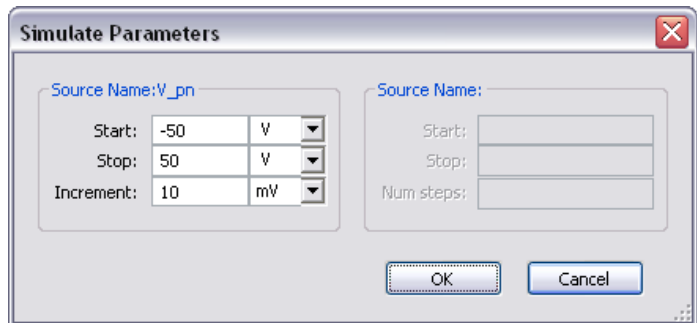 Simulate Parameters
Source Name:V_pn
Start: -50 V
Stop: 50 V
Increment: 10 mV
Source Name:
Start:
Stop:
Num steps:
OK Cancel